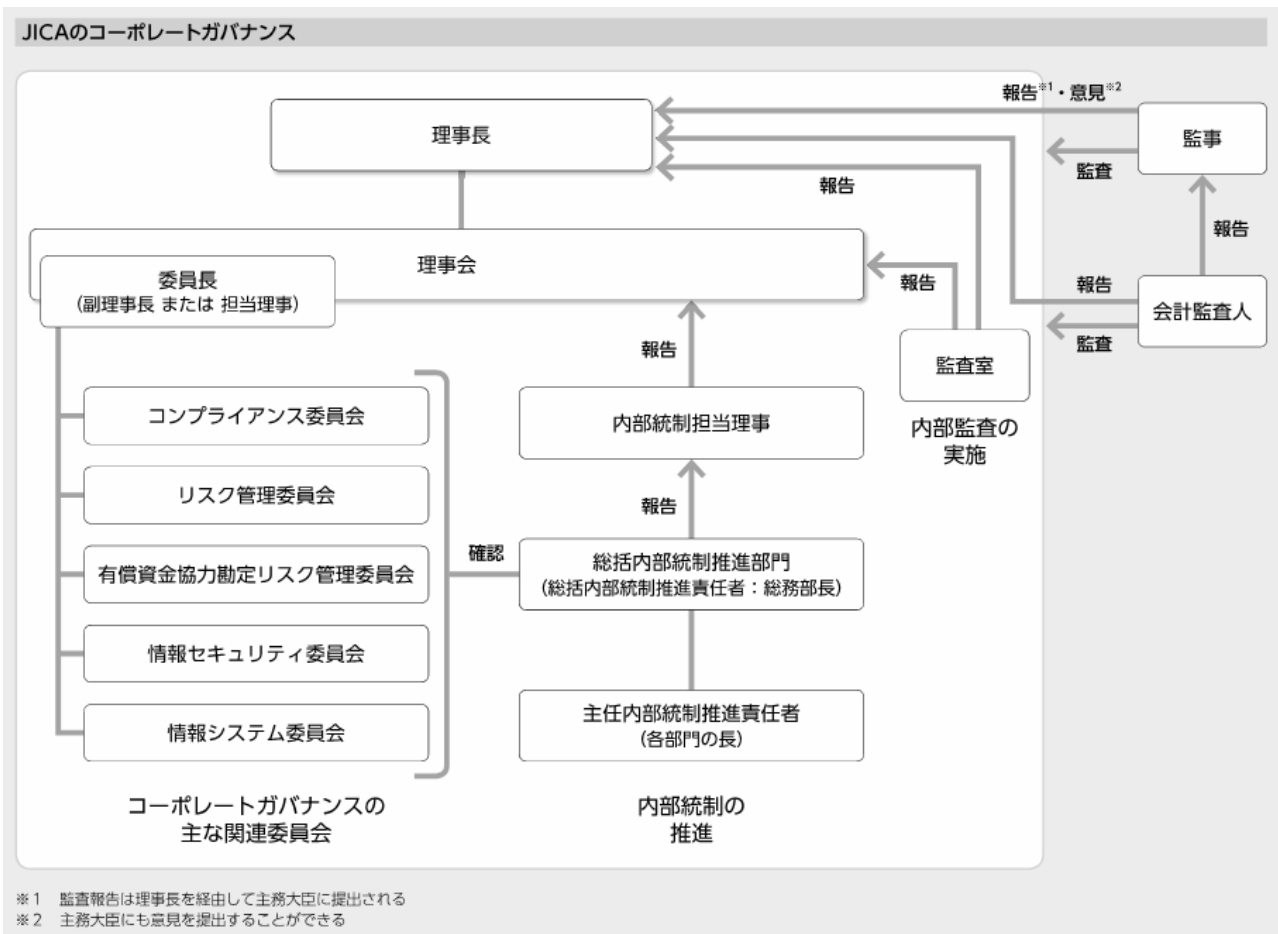 JICAのコーポレートガバナンス
報告※1・意見※2
理事長
監事
監査
報告
報告
理事会
委員長
(副理事長 または 担当理事)
報告
報告
会計監査人
監査
報告
監査室
内部監査の
実施
コンプライアンス委員会
内部統制担当理事
リスク管理委員会
報告
確認
有償資金協力勘定リスク管理委員会
総括内部統制推進部門
(総括内部統制推進責任者：総務部長)
情報セキュリティ委員会
情報システム委員会
主任内部統制推進責任者
(各部門の長)
コーポレートガバナンスの
主な関連委員会
内部統制の
推進
※1 監査報告は理事長を経由して主務大臣に提出される
※2 主務大臣にも意見を提出することができる